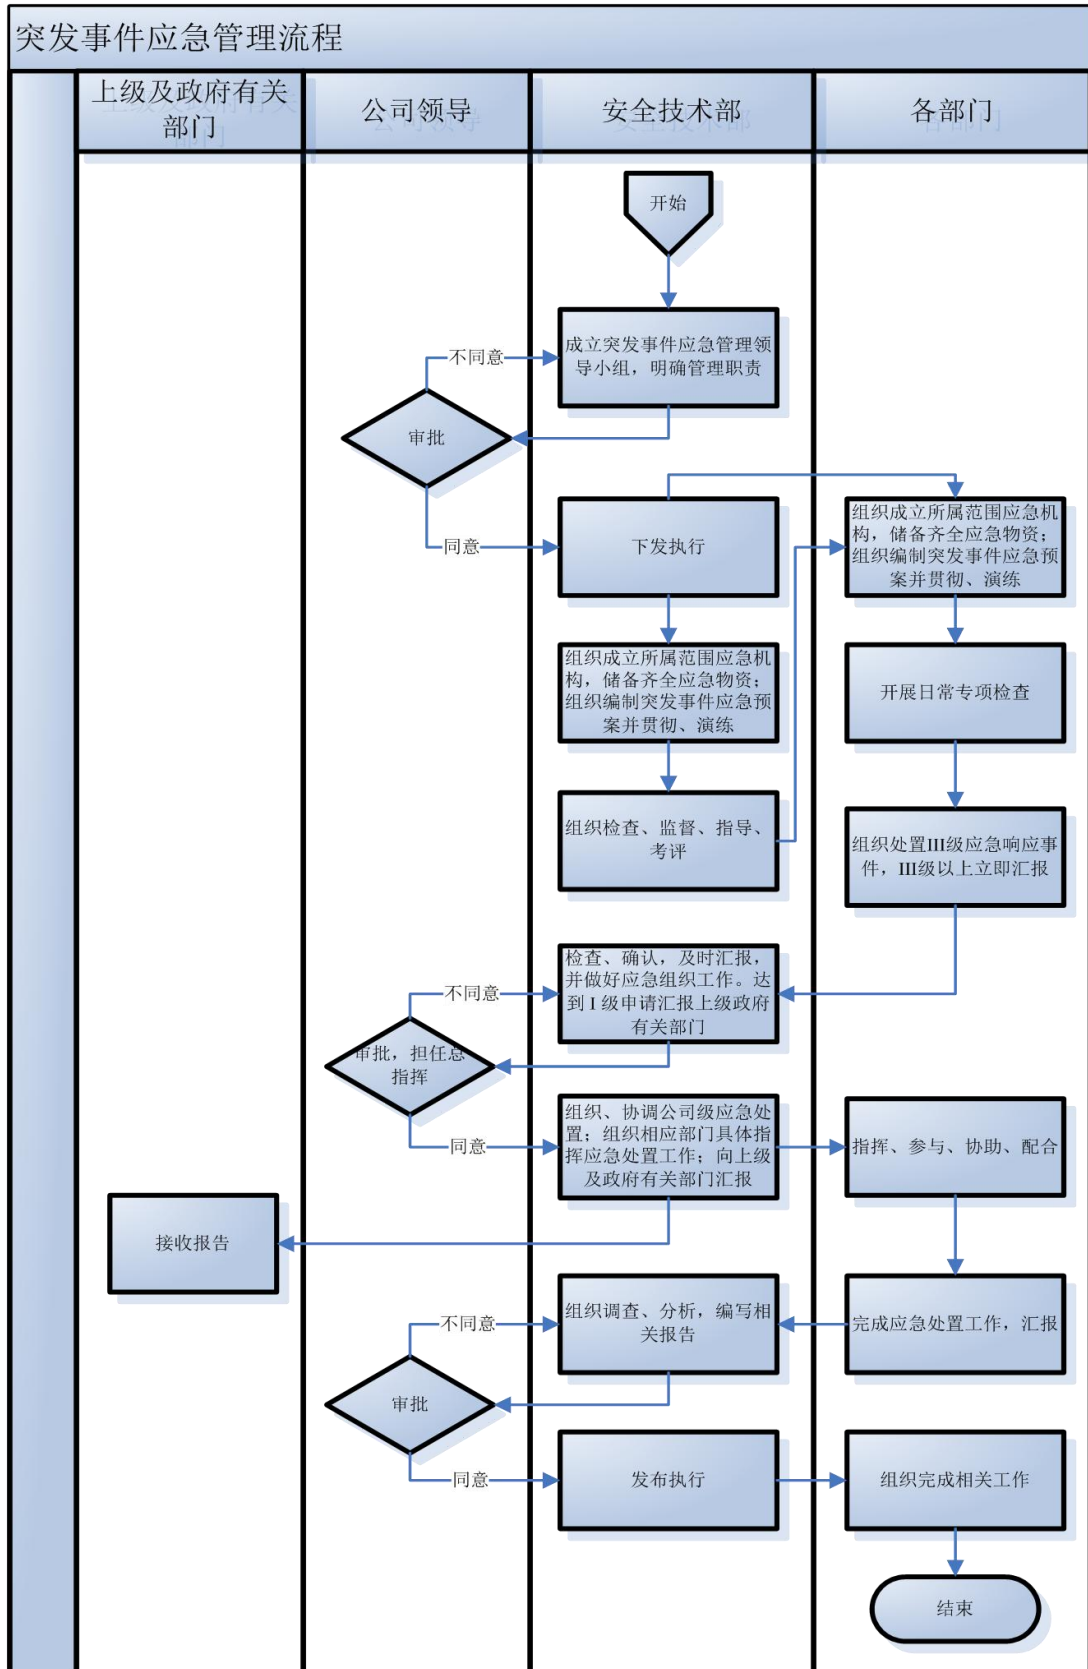 突发事件应急管理流程
上级及政府有关
部门
公司领导
安全技术部
各部门
开始
成立突发事件应急管理领
导小组，明确管理职责
不同意
审批
同意
下发执行
组织成立所属范围应急机
构，储备齐全应急物资；
组织编制突发事件应急预
案并贯彻、演练
组织成立所属范围应急机
构，储备齐全应急物资；
组织编制突发事件应急预
案并贯彻、演练
开展日常专项检查
组织检查、监督、指导、
考评
组织处置III级应急响应事
件，III级以上立即汇报
检查、确认，及时汇报，
并做好应急组织工作。达
到 I 级申请汇报上级政府
有关部门
不同意
审批，担任总
指挥
同意
组织、协调公司级应急处
置；组织相应部门具体指
挥应急处置工作；向上级
及政府有关部门汇报
指挥、参与、协助、配合
接收报告
组织调查、分析，编写相
关报告
完成应急处置工作，汇报
不同意
审批
同意
发布执行
组织完成相关工作
结束